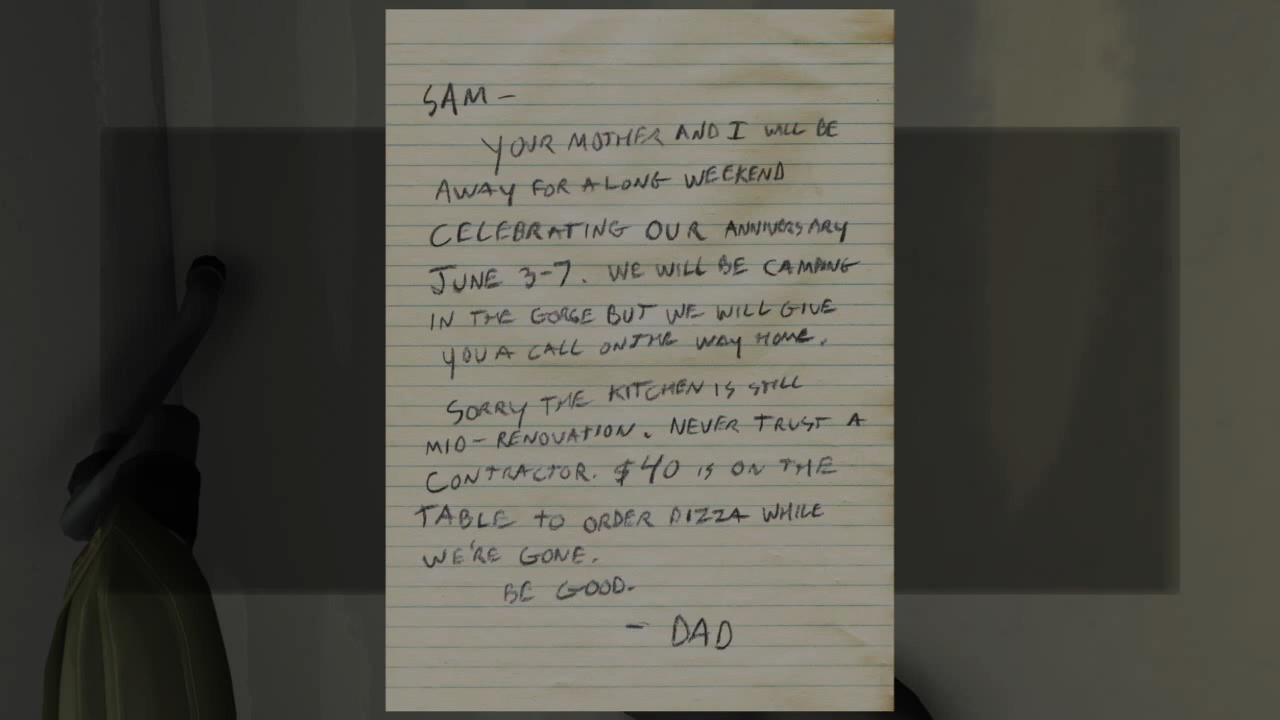 SAM -
YOUR MOTHER AND I WILL BE
AWAY FOR A LONG WEEKEND
CELEBRATING OUR ANNIVERSARY
JUNE 3-7. WE WILL BE CAMPING
IN THE GORGE BUT WE WILL GIVE
YOU A CALL ON THE WAY HOME.
SORRY THE KITCHEN IS STILL
MID-RENOVATION. NEVER TRUST A
CONTRACTOR. $40 IS ON THE
TABLE TO ORDER PIZZA WHILE
WE'RE GONE.
BE GOOD.
- DAD